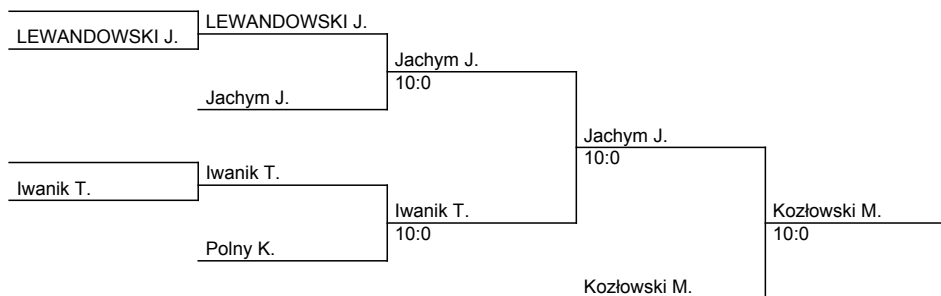 LEWANDOWSKI J.
LEWANDOWSKI J.
Jachym J.
10:0
Jachym J.
Jachym J.
10:0
Iwanik T.
Iwanik T.
Iwanik T.
10:0
Kozłowski M.
10:0
Polny K.
Kozłowski M.